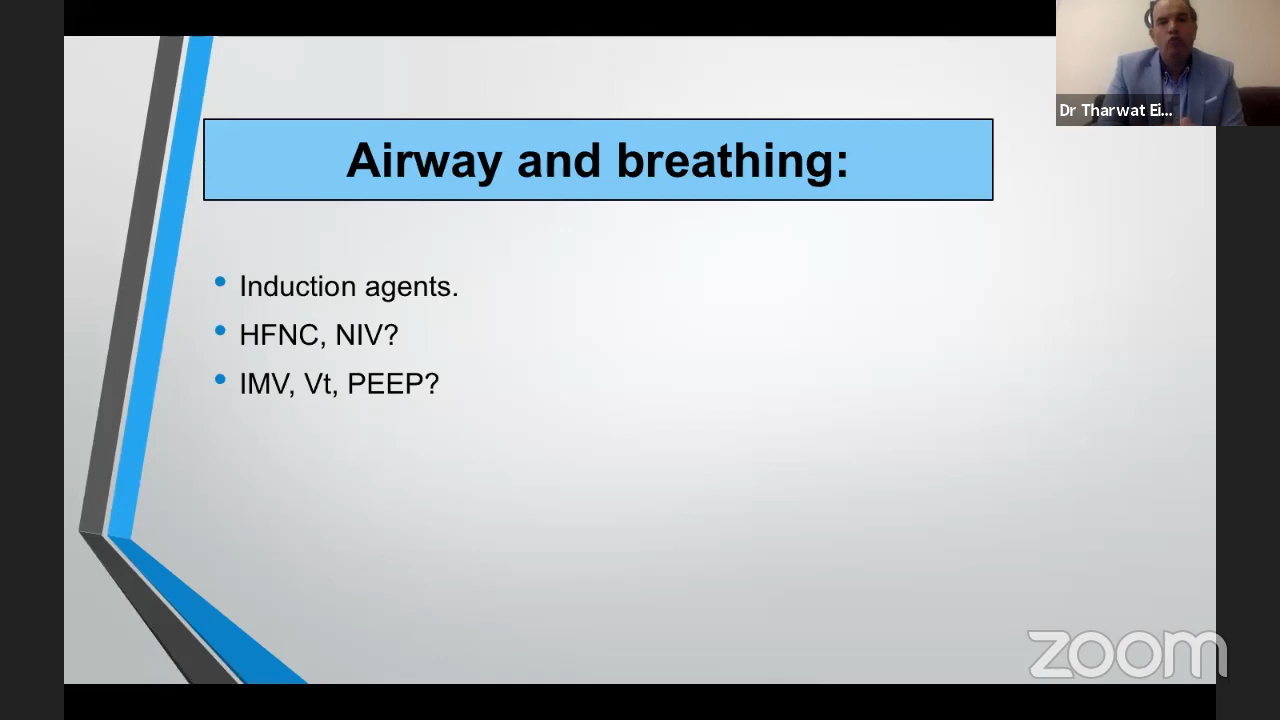 Dr Tharwat Ei...
Airway and breathing:
Induction agents.
HFNC, NIV?
IMV, Vt, PEEP?
zoom